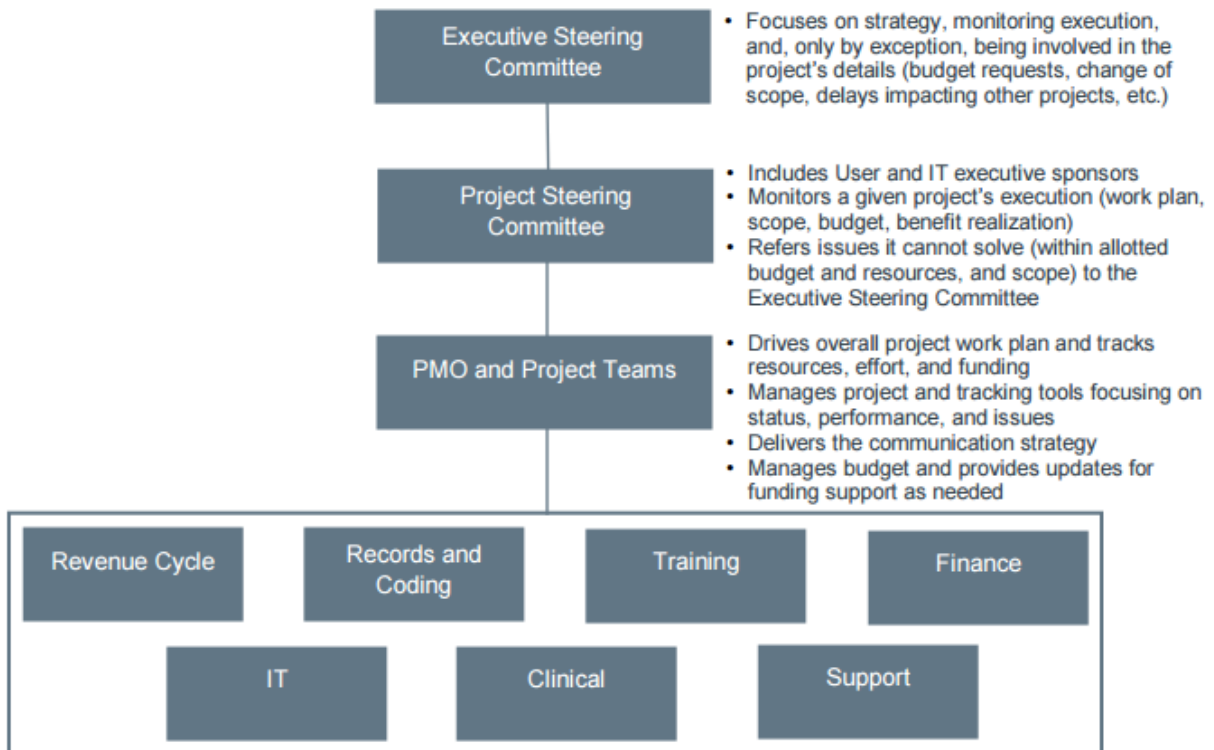 Executive Steering
Committee
• Focuses on strategy, monitoring execution,
and, only by exception, being involved in the
project's details (budget requests, change of
scope, delays impacting other projects, etc.)
Project Steering
Committee
• Includes User and IT executive sponsors
• Monitors a given project's execution (work plan,
scope, budget, benefit realization)
• Refers issues it cannot solve (within allotted
budget and resources, and scope) to the
Executive Steering Committee
PMO and Project Teams
• Drives overall project work plan and tracks
resources, effort, and funding
• Manages project and tracking tools focusing on
status, performance, and issues
• Delivers the communication strategy
• Manages budget and provides updates for
funding support as needed
Revenue Cycle
Records and
Coding
Training
Finance
IT
Clinical
Support